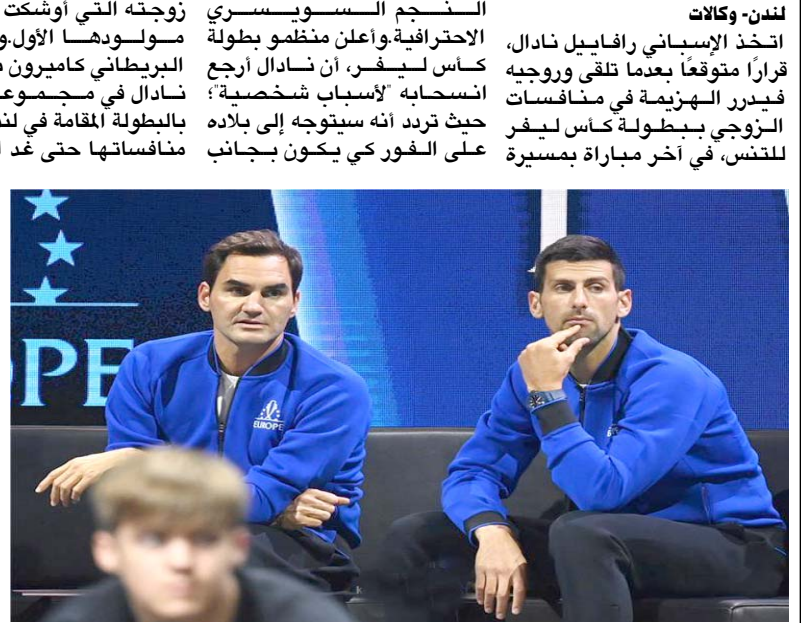 لندن- وكالات
اتخذ الإسباني رافاييل نادال،
قرارًا متوقعًا بعدما تلقى وروجيه
فيدرر الهزيمة في منافسات
الزوجي ببطولة كأس ليفر
للتنس، في آخر مباراة بمسيرة
النجم السويسري
الاحترافية.وأعلن منظمو بطولة
كأس ليفر، أن نادال أرجع
انسحابه "لأسباب شخصية"؛
حيث تردد أنه سيتوجه إلى بلاده
على الفور كي يكون بجانب
زوجته التي أوشكت
مولودها الأول.و
البريطاني كاميرون
نادال في
بالبطولة المقامة في
منافساتها حتى غد
OPE
EUROPE